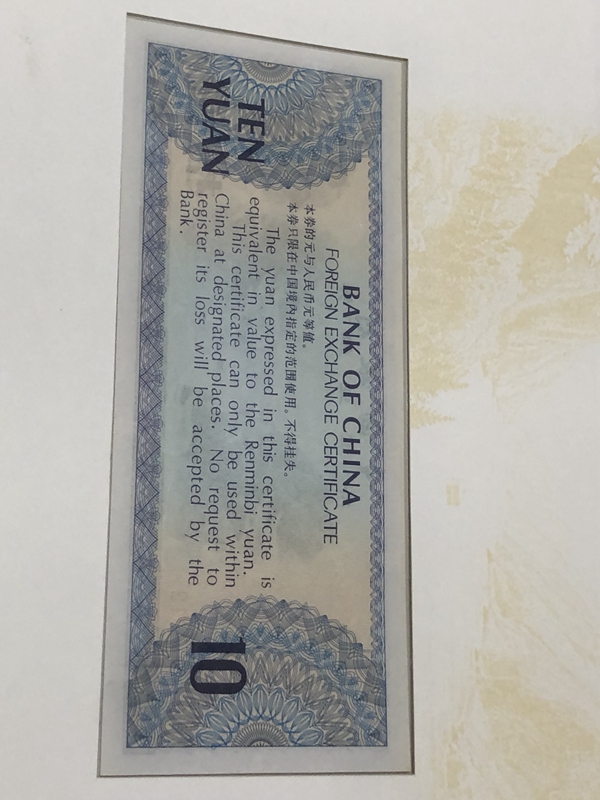 BANK OF CHINA
FOREIGN EXCHANGE CERTIFICATE
本券的元与人民币元等值。
本券只限在中国境内指定的范围使用。不得挂失。
The yuan expressed in this certificate is
equivalent in value to the Renminbi yuan.
This certificate can only be used within
China at designated places. No request to
register its loss will be accepted by the
Bank.
TEN
YUAN
10